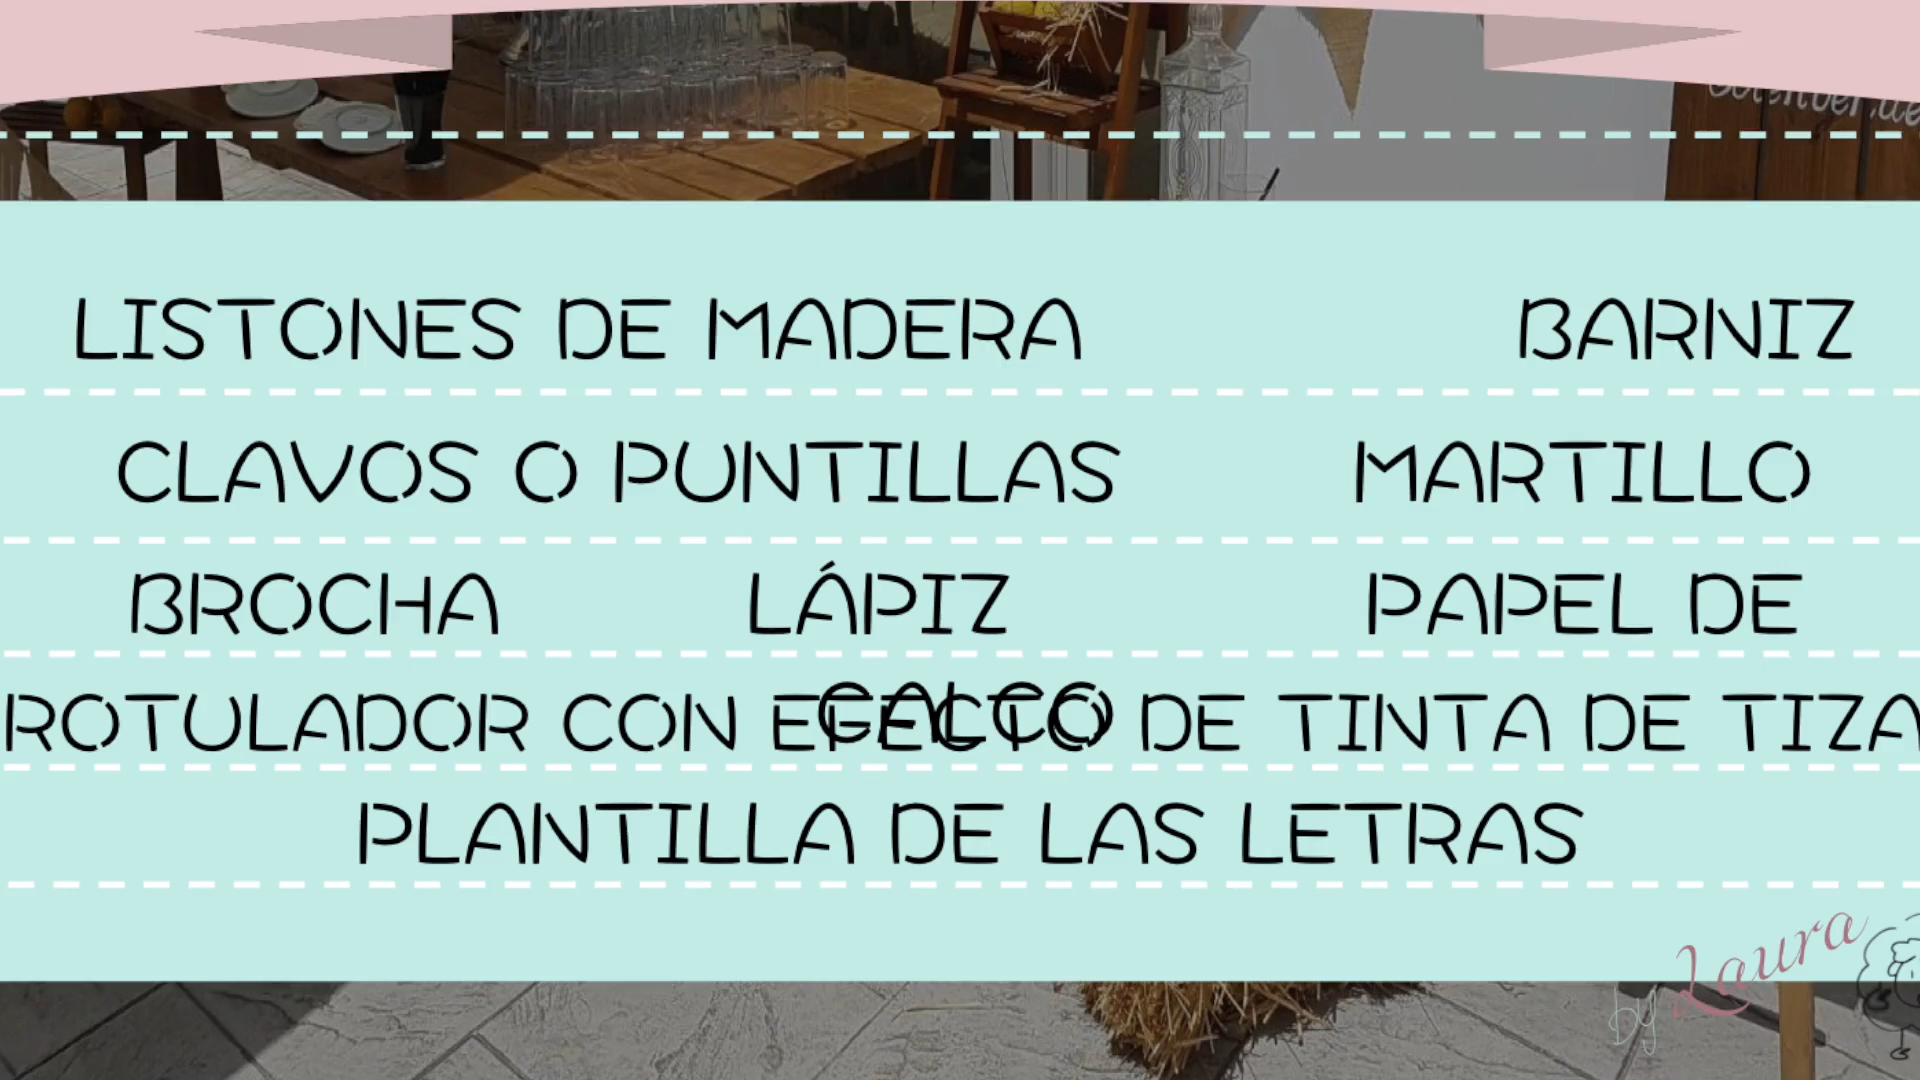 LISTONES DE MADERA BARNIZ
CLAVOS O PUNTILLAS MARTILLO
BROCHA LÁPIZ PAPEL DE
CALCO
ROTULADOR CON EFECTO DE TINTA DE TIZA
PLANTILLA DE LAS LETRAS
by Laura